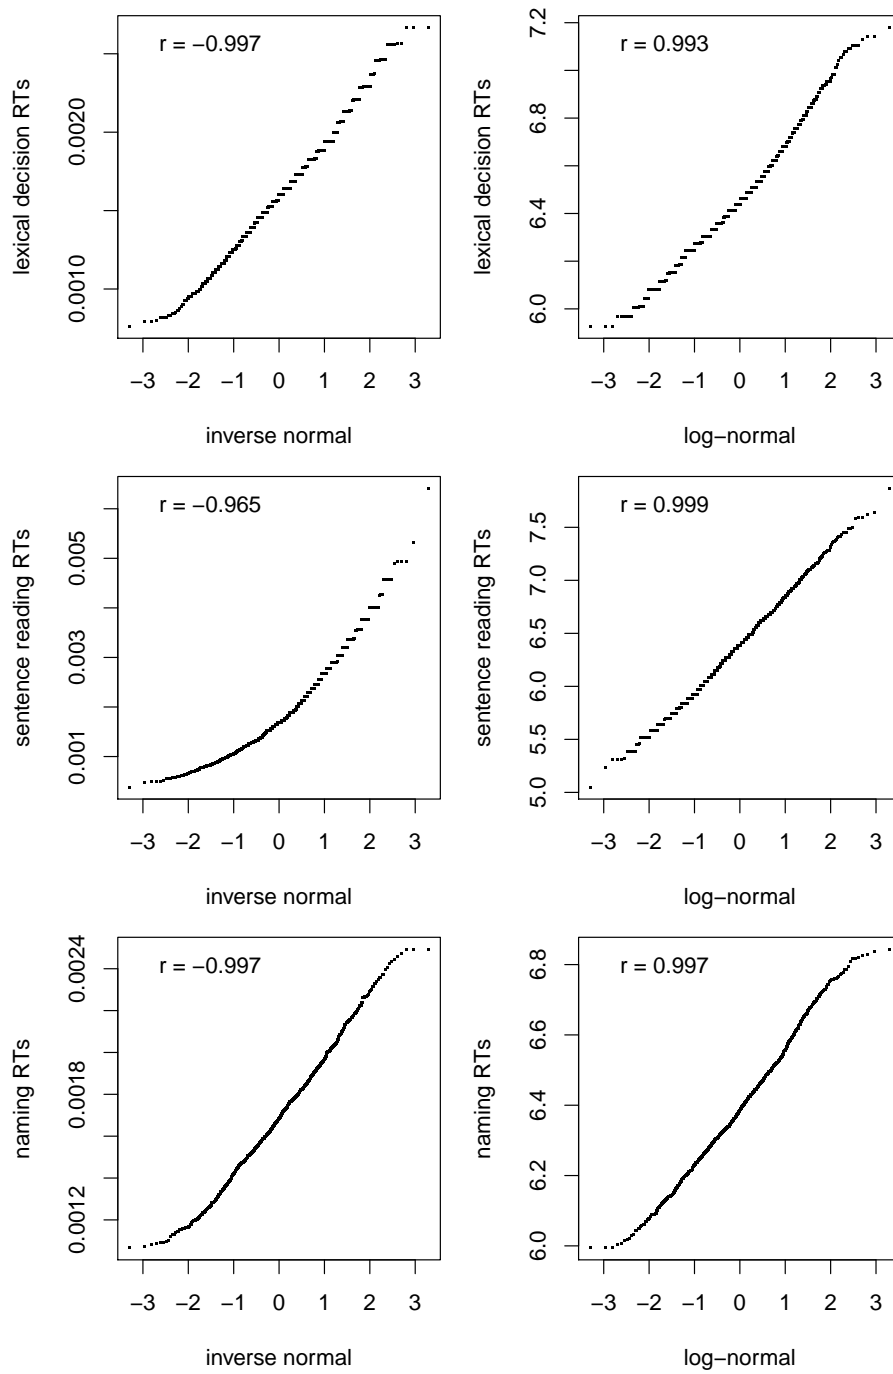 r = −0.997
lexical decision RTs
0.0010 0.0020
−3 −2 −1 0 1 2 3
inverse normal
r = 0.993
lexical decision RTs
6.0 6.4 6.8 7.2
−3 −2 −1 0 1 2 3
log−normal
r = −0.965
sentence reading RTs
0.001 0.003 0.005
−3 −2 −1 0 1 2 3
inverse normal
r = 0.999
sentence reading RTs
5.0 5.5 6.0 6.5 7.0 7.5
−3 −2 −1 0 1 2 3
log−normal
r = −0.997
naming RTs
0.0012 0.0018 0.0024
−3 −2 −1 0 1 2 3
inverse normal
r = 0.997
naming RTs
6.0 6.2 6.4 6.6 6.8
−3 −2 −1 0 1 2 3
log−normal